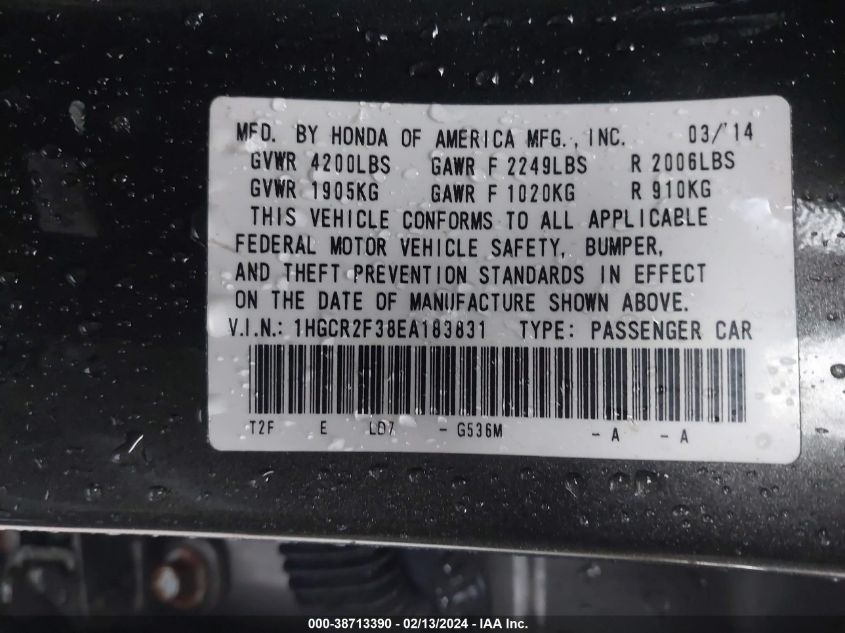 MFD. BY HONDA OF AMERICA MFG., INC. 03/'14
GVWR 4200LBS GAWR F 2249LBS R 2006LBS
GVWR 1905KG GAWR F 1020KG R 910KG
THIS VEHICLE CONFORMS TO ALL APPLICABLE
FEDERAL MOTOR VEHICLE SAFETY, BUMPER,
AND THEFT PREVENTION STANDARDS IN EFFECT
ON THE DATE OF MANUFACTURE SHOWN ABOVE.
V.I.N.: 1HGCR2F38EA183831 TYPE: PASSENGER CAR
T2F E LD7 - G536M - A - A
000-38713390 - 02/13/2024 - IAA Inc.